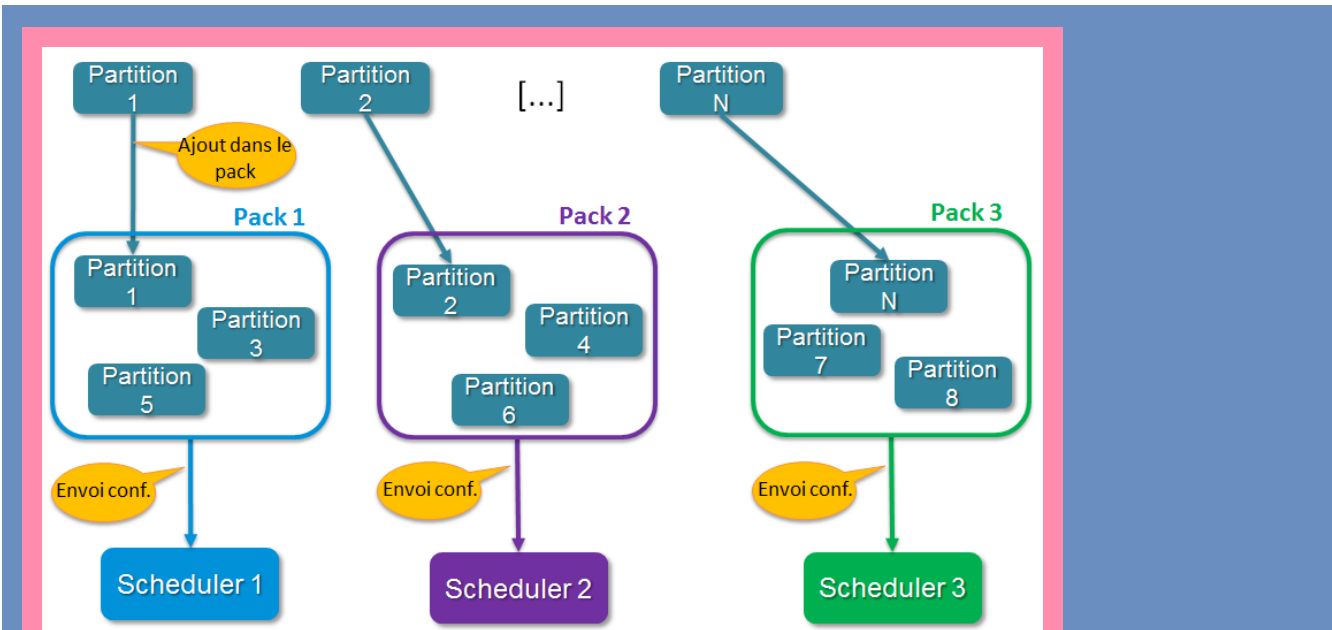 Partition
1
Partition
2
[...]
Partition
N
Ajout dans le
pack
Pack 1
Pack 2
Pack 3
Partition
1
Partition
3
Partition
5
Partition
2
Partition
4
Partition
6
Partition
N
Partition
7
Partition
8
Envoi conf.
Envoi conf.
Envoi conf.
Scheduler 1
Scheduler 2
Scheduler 3